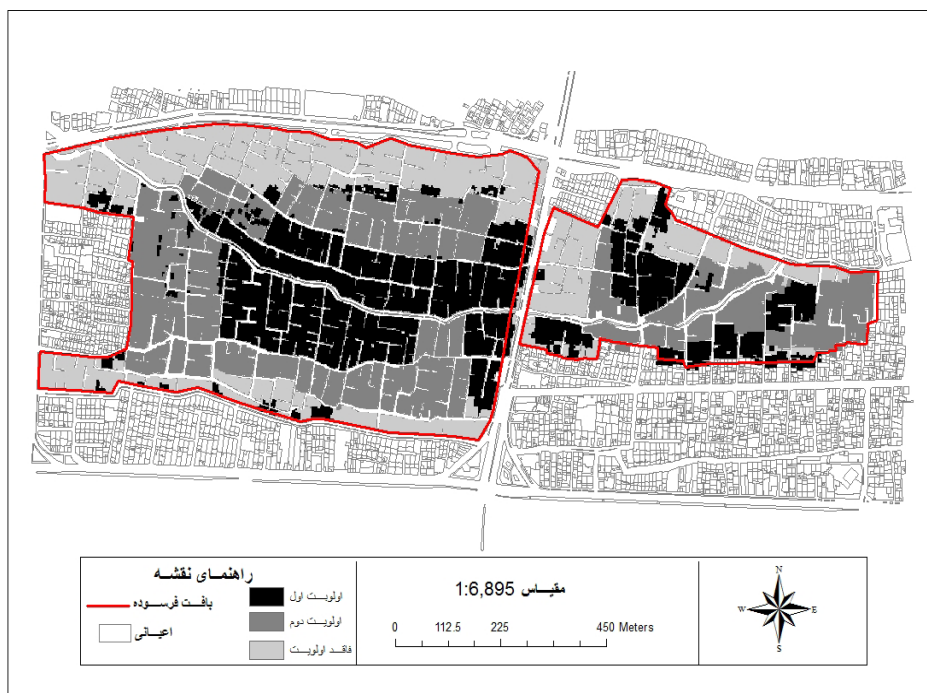 راهنمای نقشه
بافت فرسوده
اعیانی
اولویت اول
اولویت دوم
فاقد اولویت
مقیاس 1:6,895
0 112.5 225 450 Meters
N
W E
S